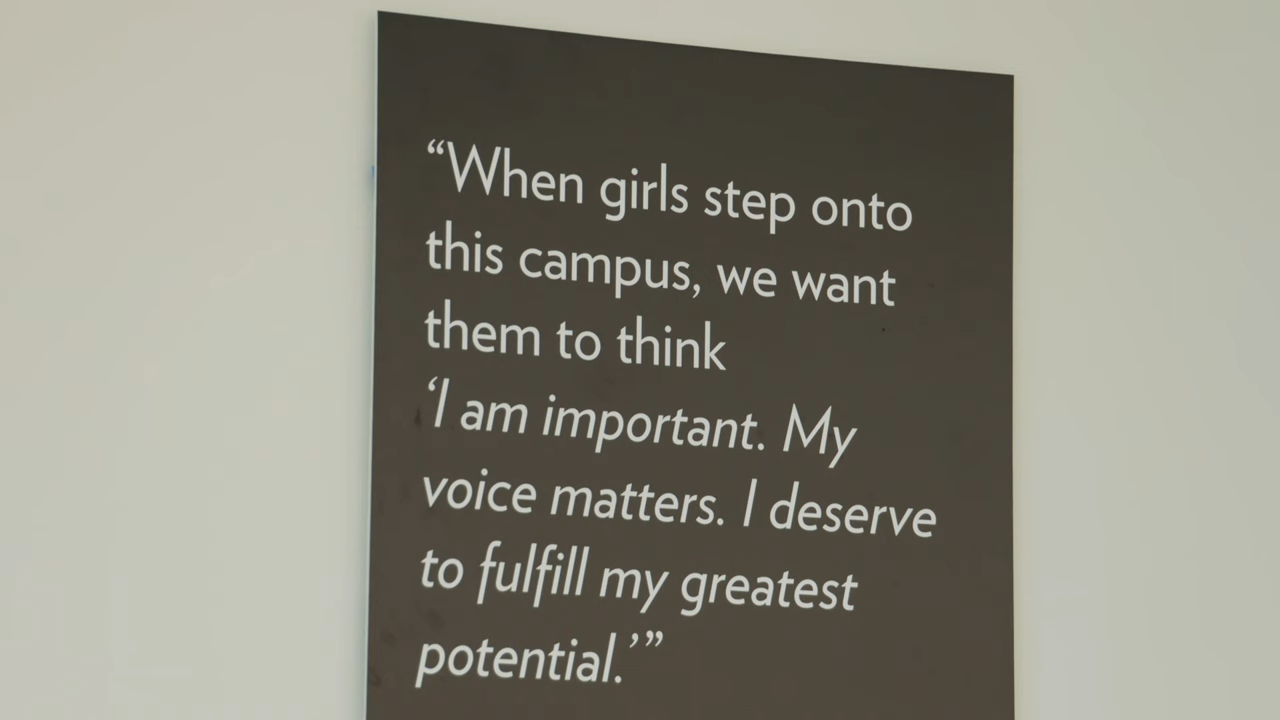 “When girls step onto
this campus, we want
them to think
‘I am important. My
voice matters. I deserve
to fulfill my greatest
potential.’”